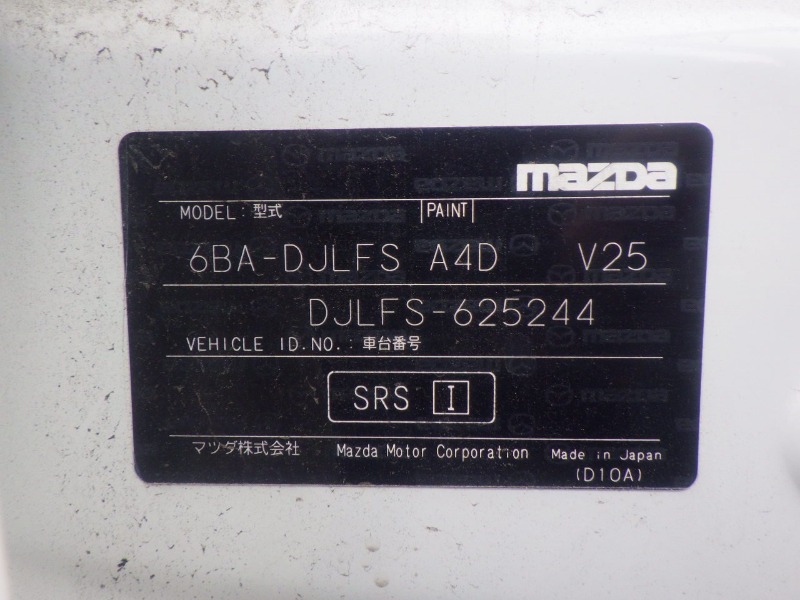 mazda
MODEL: 型式 PAINT
6BA-DJLFS A4D V25
DJLFS-625244
VEHICLE ID.NO.: 車台番号
SRS I
マツダ株式会社 Mazda Motor Corporation Made in Japan
(D10A)